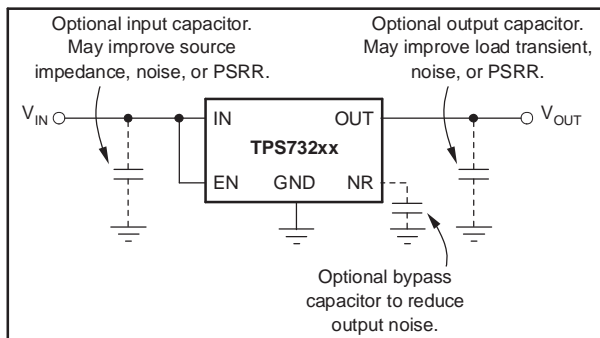 Optional input capacitor.
May improve source
impedance, noise, or PSRR.
Optional output capacitor.
May improve load transient,
noise, or PSRR.
VIN
IN
OUT
VOUT
TPS732xx
EN
GND
NR
Optional bypass
capacitor to reduce
output noise.